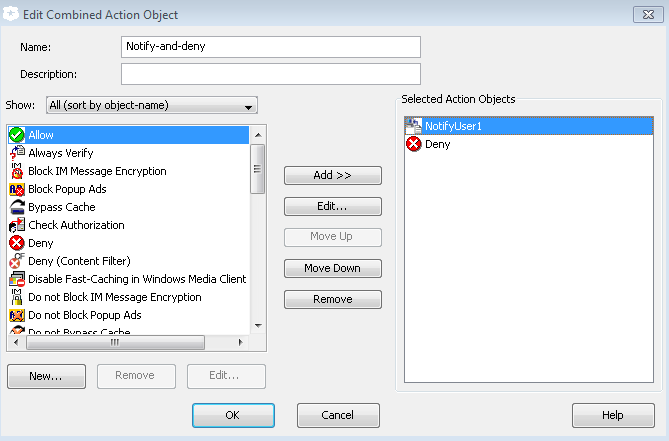 Edit Combined Action Object
Name: Notify-and-deny
Description:
Show: All (sort by object-name)
Allow
Always Verify
Block IM Message Encryption
Block Popup Ads
Bypass Cache
Check Authorization
Deny
Deny (Content Filter)
Disable Fast-Caching in Windows Media Client
Do not Block IM Message Encryption
Do not Block Popup Ads
Do not Bypass Cache
Add >>
Edit...
Move Up
Move Down
Remove
Selected Action Objects
NotifyUser1
Deny
New...
Remove
Edit...
OK
Cancel
Help